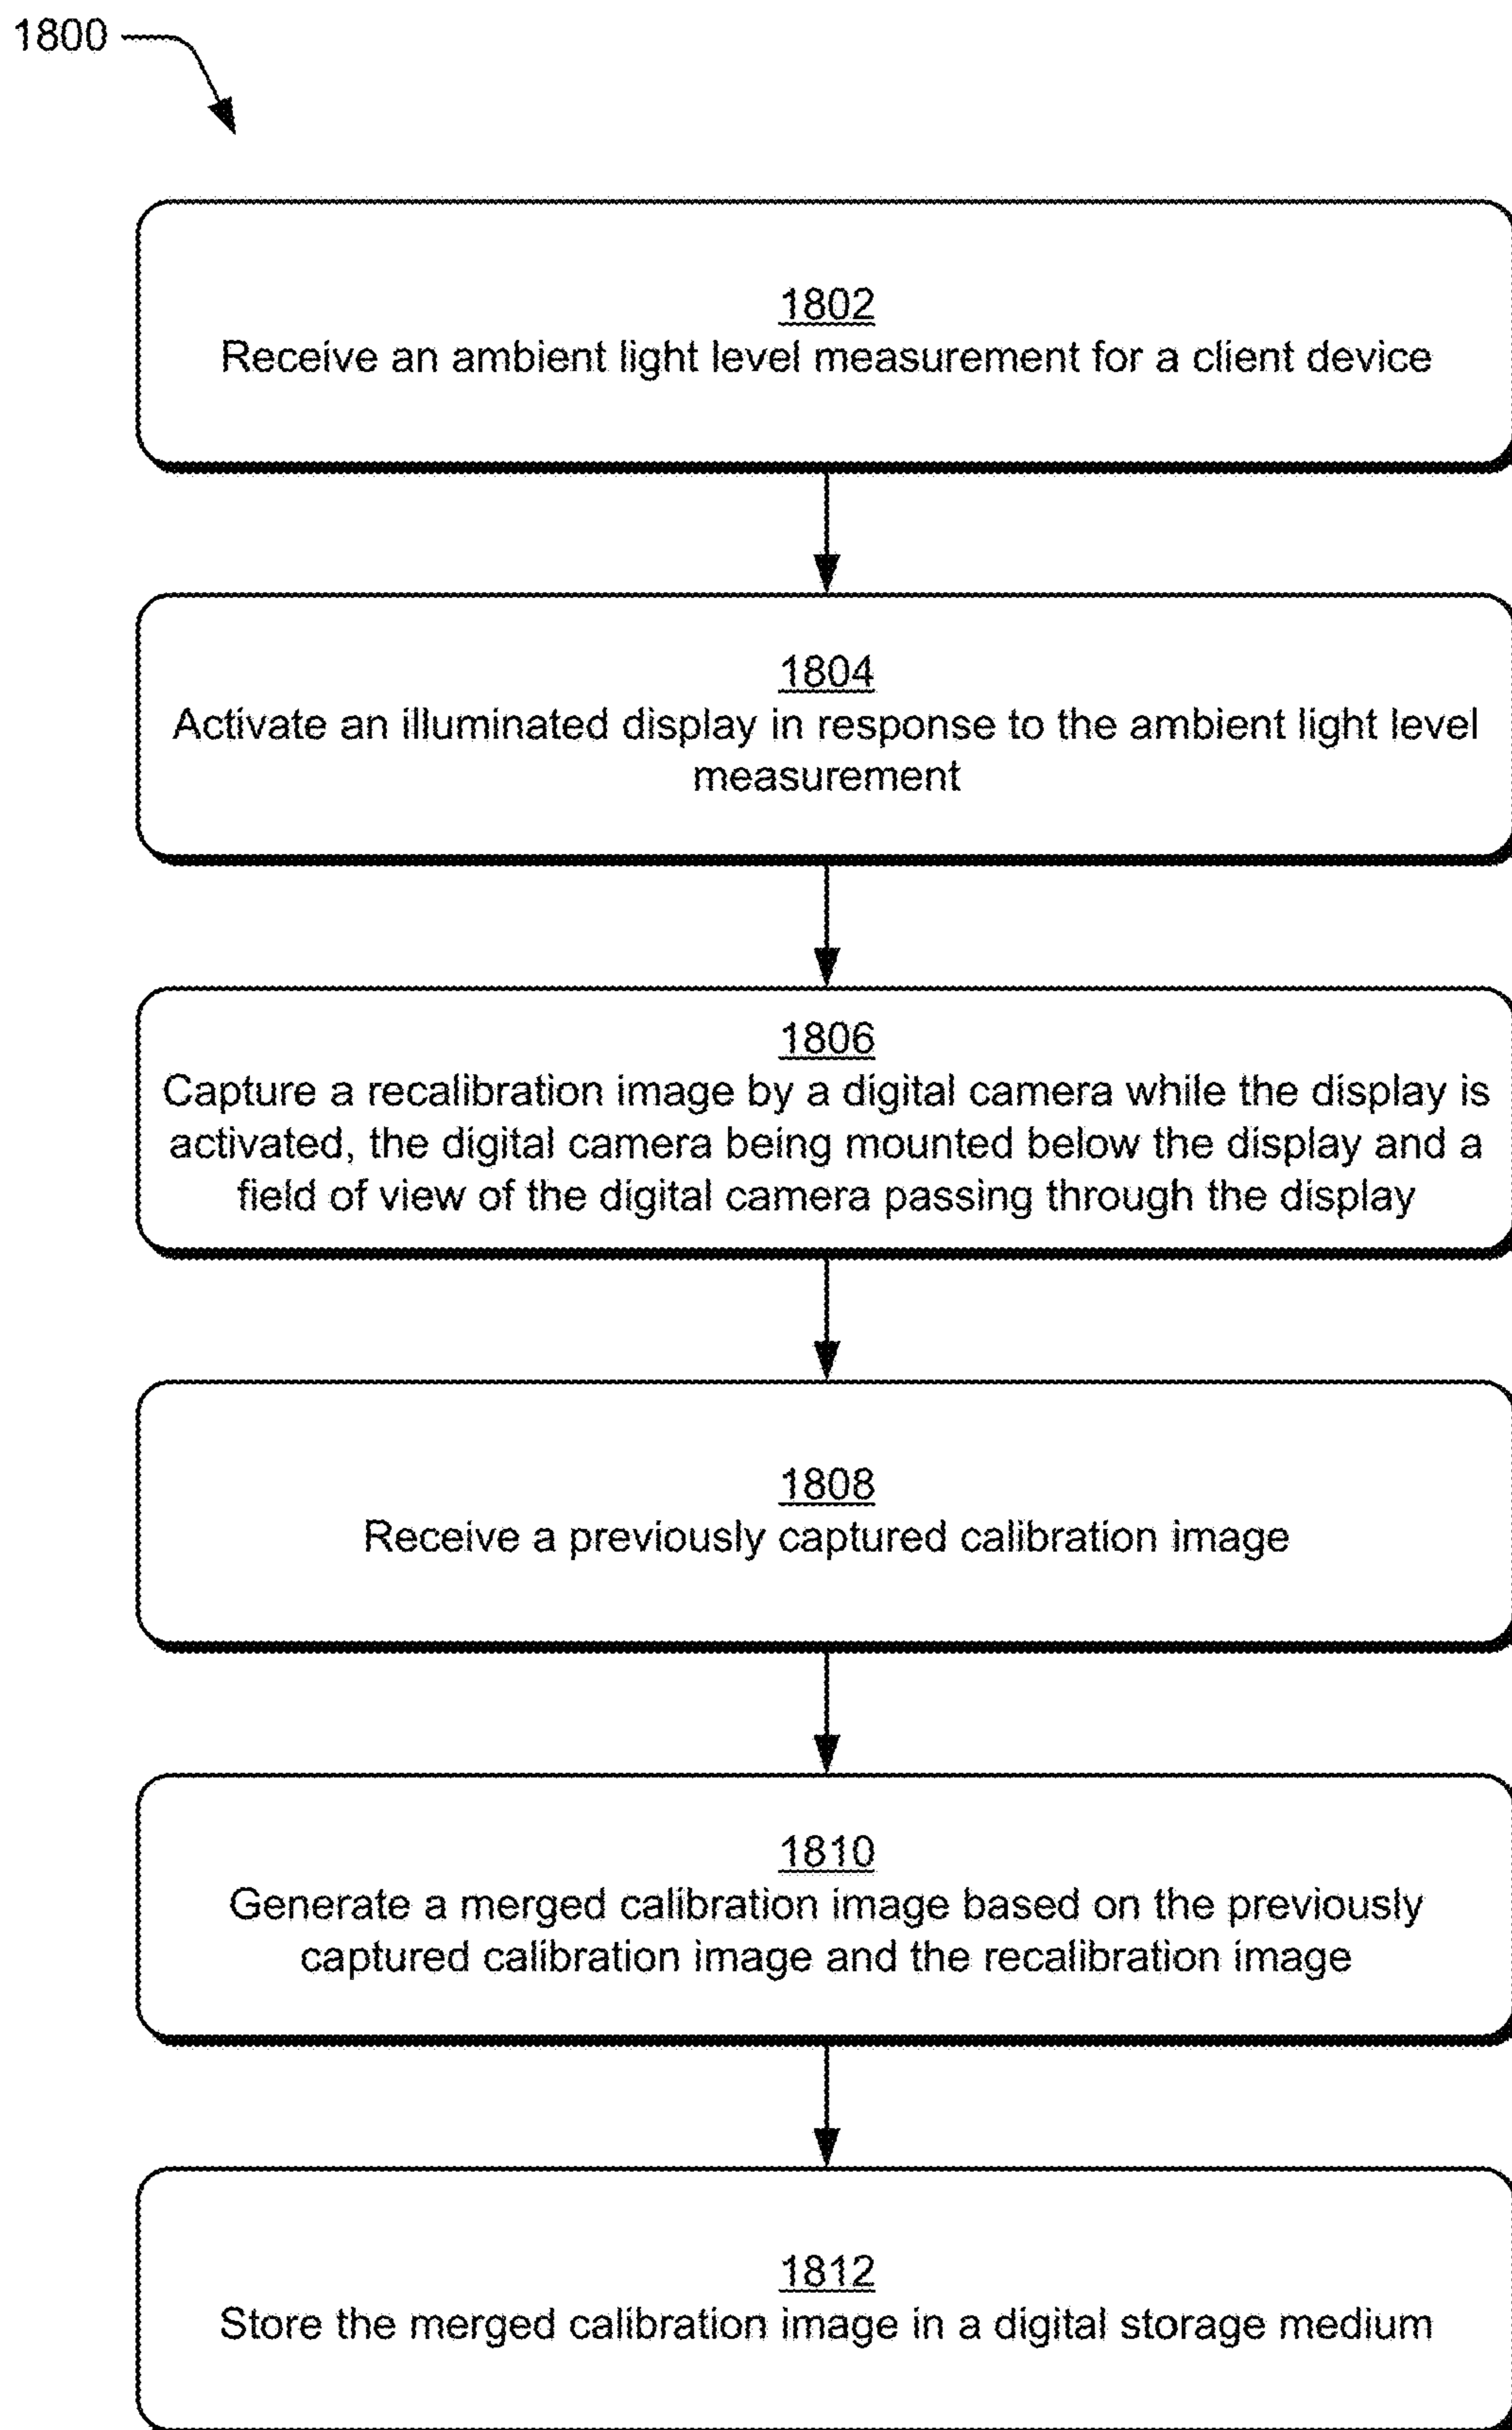 1800
1802
Receive an ambient light level measurement for a client device
1804
Activate an illuminated display in response to the ambient light level
measurement
1806
Capture a recalibration image by a digital camera while the display is
activated, the digital camera being mounted below the display and a
field of view of the digital camera passing through the display
1808
Receive a previously captured calibration image
1810
Generate a merged calibration image based on the previously
captured calibration image and the recalibration image
1812
Store the merged calibration image in a digital storage medium